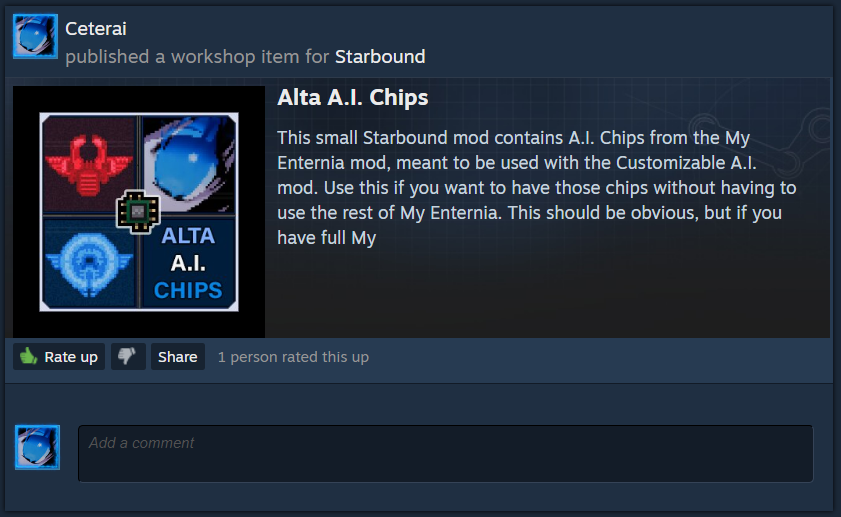 Ceterai
published a workshop item for Starbound
Alta A.I. Chips
This small Starbound mod contains A.I. Chips from the My
Enternia mod, meant to be used with the Customizable A.I.
mod. Use this if you want to have those chips without having to
use the rest of My Enternia. This should be obvious, but if you
have full My
ALTA
A.I.
CHIPS
Rate up
Share
1 person rated this up
Add a comment